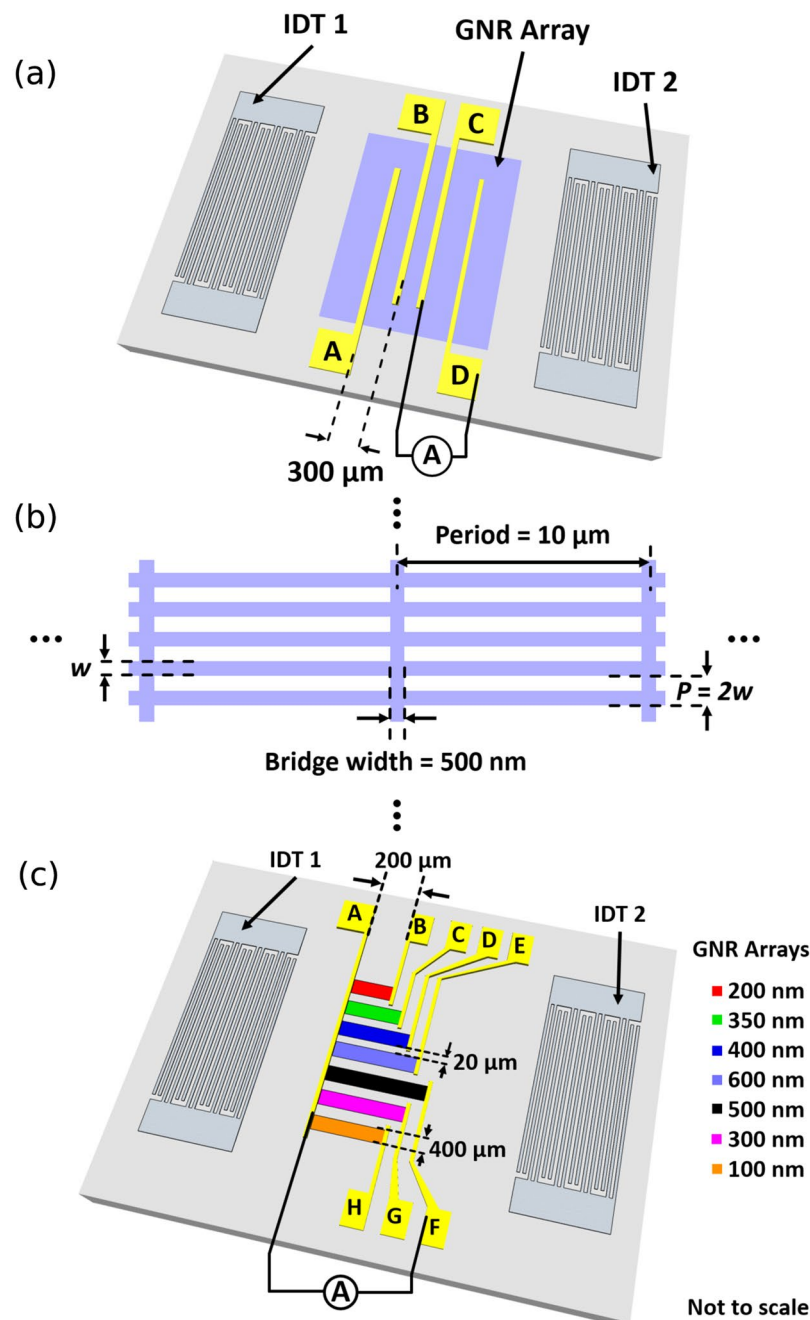 (a)
IDT 1
GNR Array
IDT 2
B
C
A
D
300 µm
A
(b)
Period = 10 µm
w
P = 2w
Bridge width = 500 nm
(c)
IDT 1
200 µm
IDT 2
A
B
C
D
E
20 µm
400 µm
H
G
F
A
GNR Arrays
200 nm
350 nm
400 nm
600 nm
500 nm
300 nm
100 nm
Not to scale